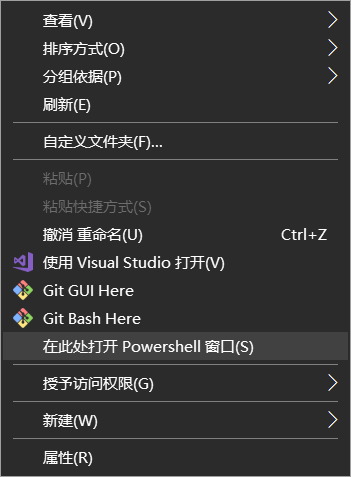 查看(V)
排序方式(O)
分组依据(P)
刷新(E)
自定义文件夹(F)...
粘贴(P)
粘贴快捷方式(S)
撤消 重命名(U) Ctrl+Z
使用 Visual Studio 打开(V)
Git GUI Here
Git Bash Here
在此处打开 Powershell 窗口(S)
授予访问权限(G)
新建(W)
属性(R)